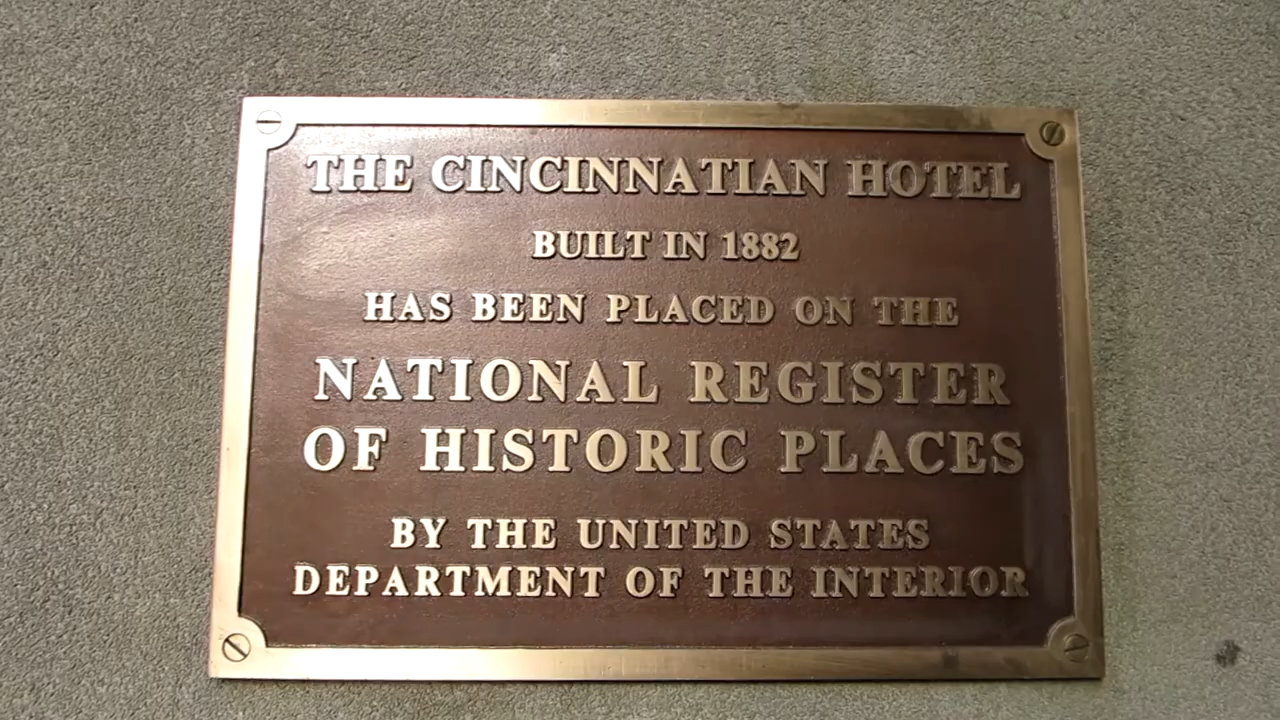 THE CINCINNATIAN HOTEL
BUILT IN 1882
HAS BEEN PLACED ON THE
NATIONAL REGISTER
OF HISTORIC PLACES
BY THE UNITED STATES
DEPARTMENT OF THE INTERIOR